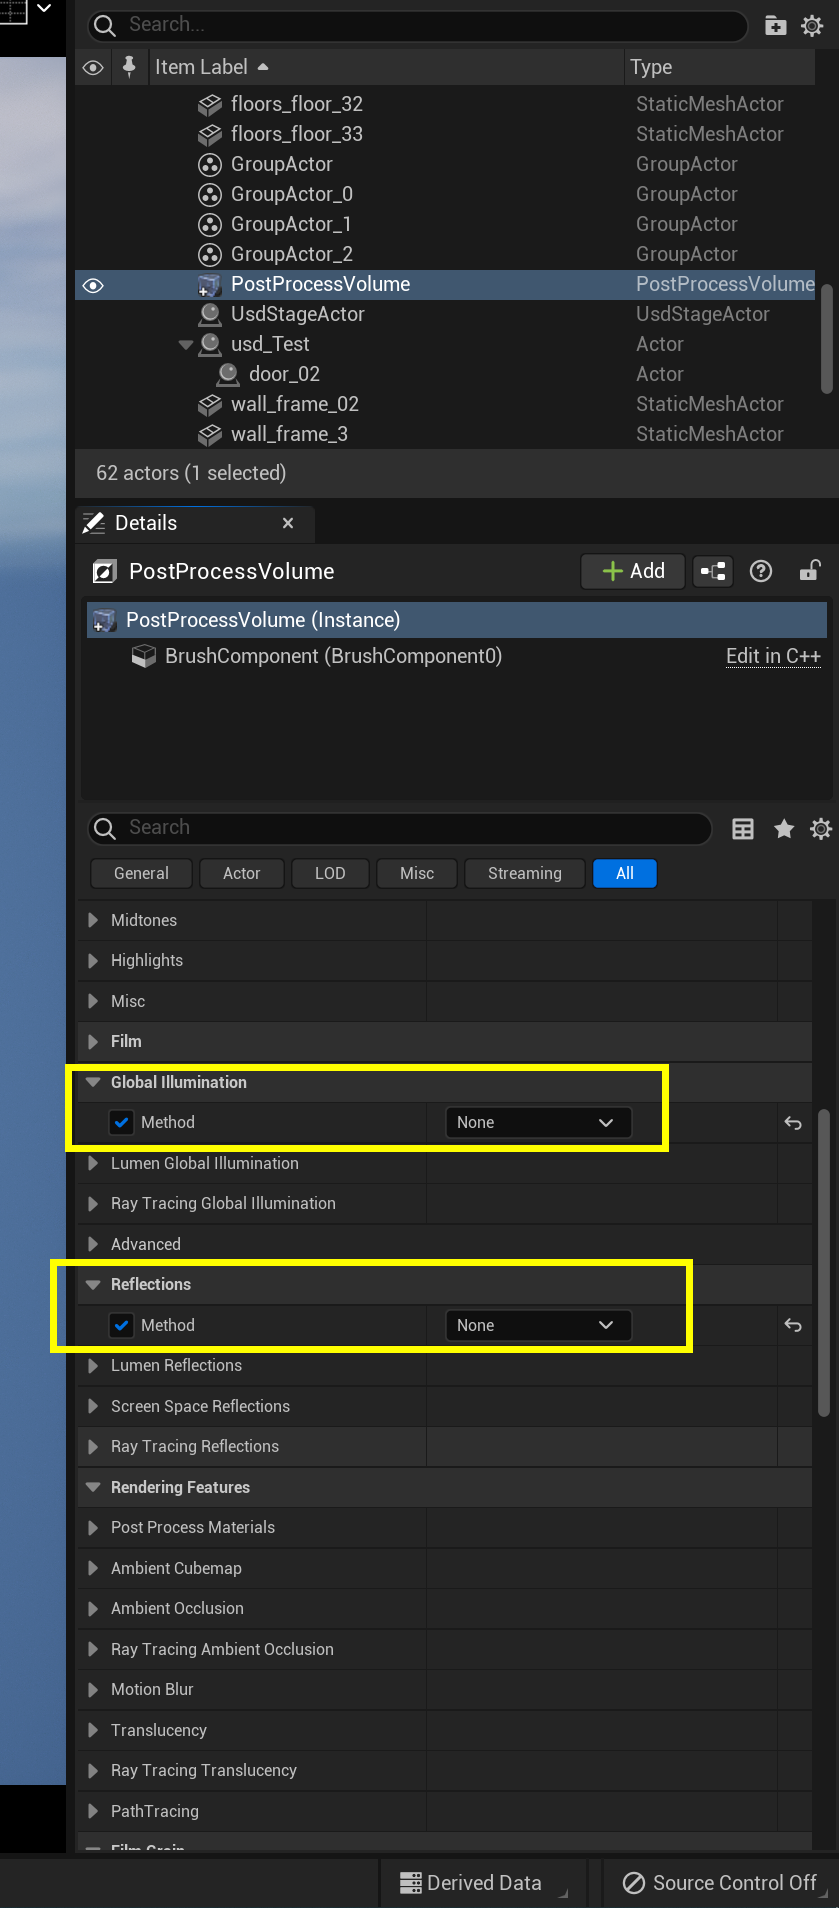 Search...
Item Label Type
floors_floor_32 StaticMeshActor
floors_floor_33 StaticMeshActor
GroupActor GroupActor
GroupActor_0 GroupActor
GroupActor_1 GroupActor
GroupActor_2 GroupActor
PostProcessVolume PostProcessVolume
UsdStageActor UsdStageActor
usd_Test Actor
door_02 Actor
wall_frame_02 StaticMeshActor
wall_frame_3 StaticMeshActor
62 actors (1 selected)
Details
PostProcessVolume Add
PostProcessVolume (Instance)
BrushComponent (BrushComponent0) Edit in C++
Search
General Actor LOD Misc Streaming All
Midtones
Highlights
Misc
Film
Global Illumination
Method None
Lumen Global Illumination
Ray Tracing Global Illumination
Advanced
Reflections
Method None
Lumen Reflections
Screen Space Reflections
Ray Tracing Reflections
Rendering Features
Post Process Materials
Ambient Cubemap
Ambient Occlusion
Ray Tracing Ambient Occlusion
Motion Blur
Translucency
Ray Tracing Translucency
PathTracing
Film Grain
Derived Data Source Control Off